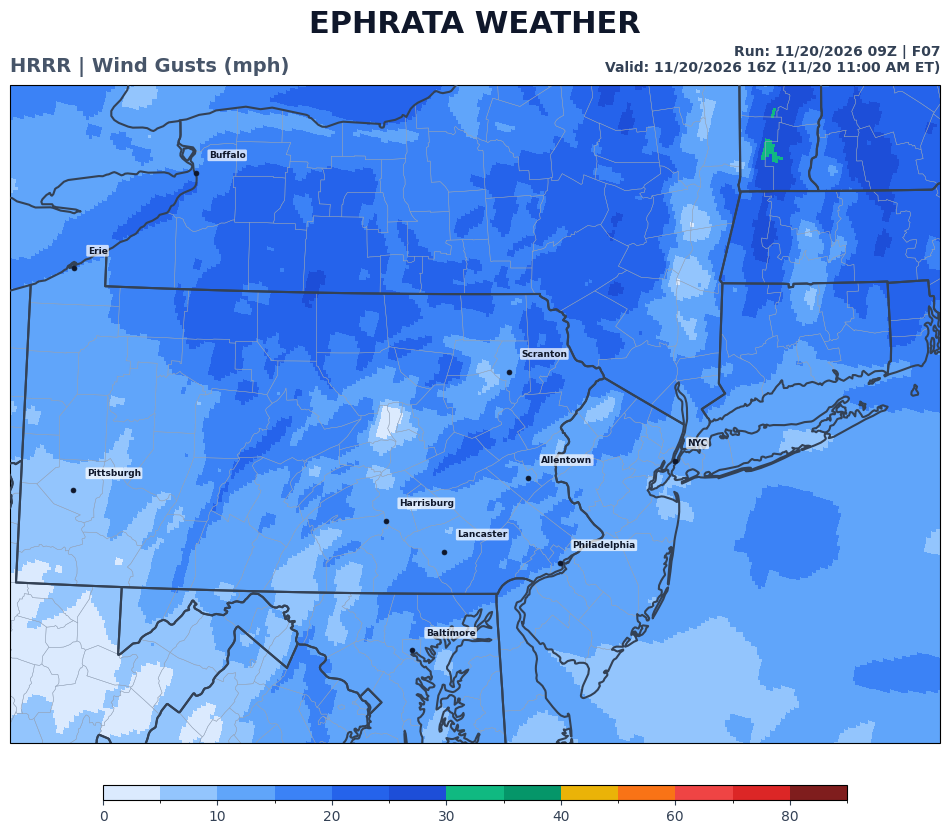 EPHRATA WEATHER
HRRR | Wind Gusts (mph)
Run: 11/20/2026 09Z | F07
Valid: 11/20/2026 16Z (11/20 11:00 AM ET)
Buffalo
Erie
Scranton
NYC
Allentown
Pittsburgh
Harrisburg
Lancaster
Philadelphia
Baltimore
0 10 20 30 40 50 60 70 80